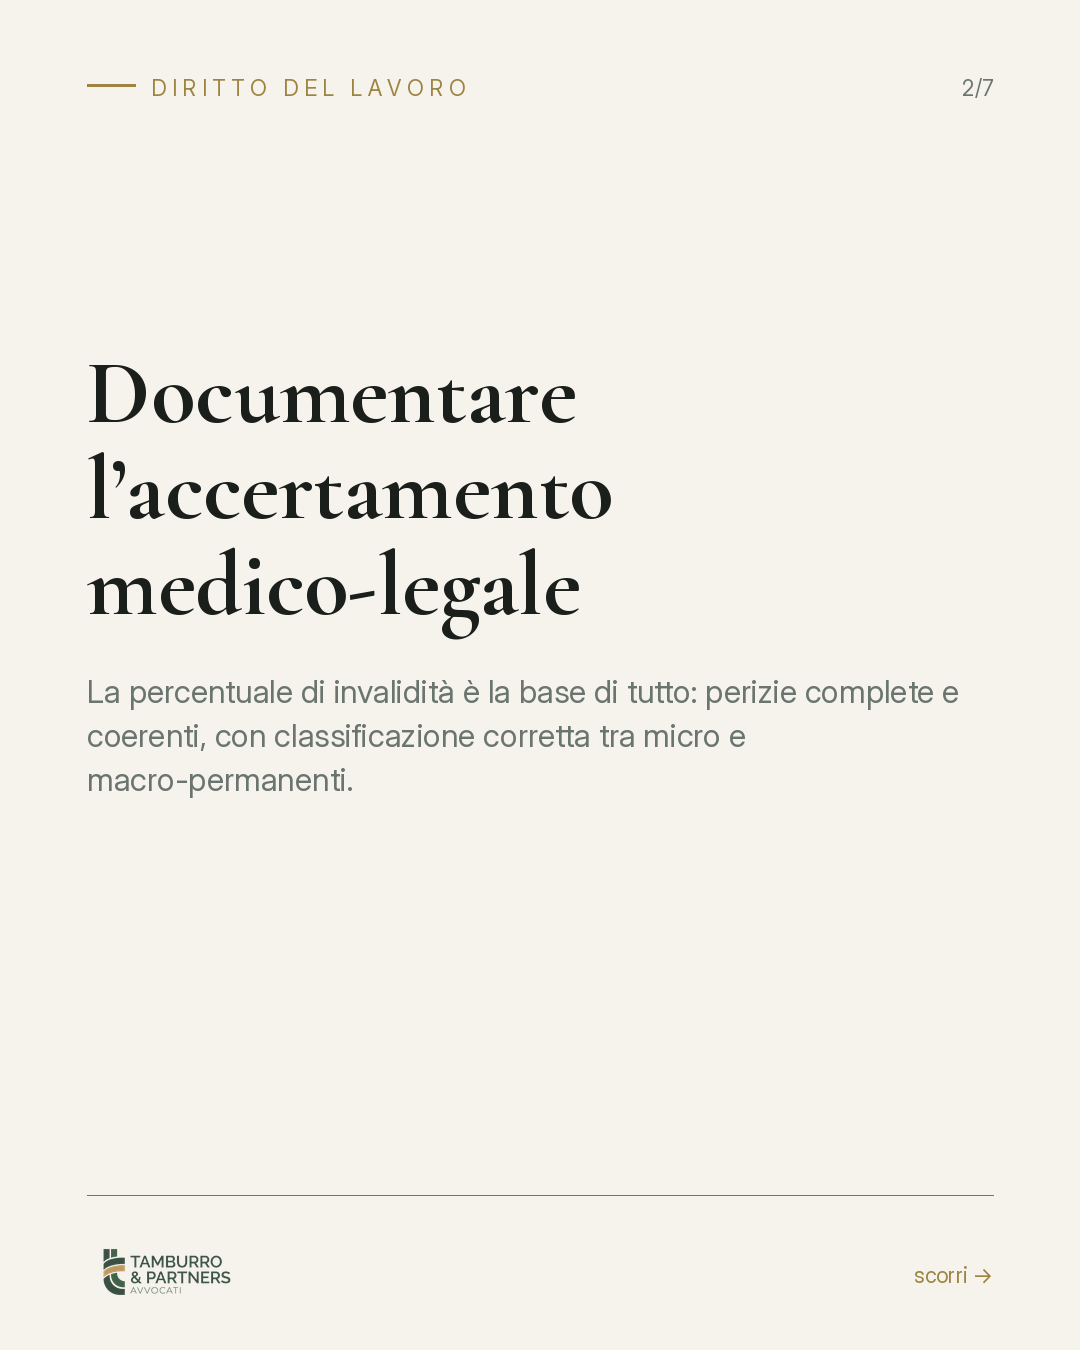 DIRITTO DEL LAVORO
2/7
Documentare
l’accertamento
medico-legale
La percentuale di invalidità è la base di tutto: perizie complete e
coerenti, con classificazione corretta tra micro e
macro-permanenti.
TAMBURRO
& PARTNERS
AVVOCATI
scorri →